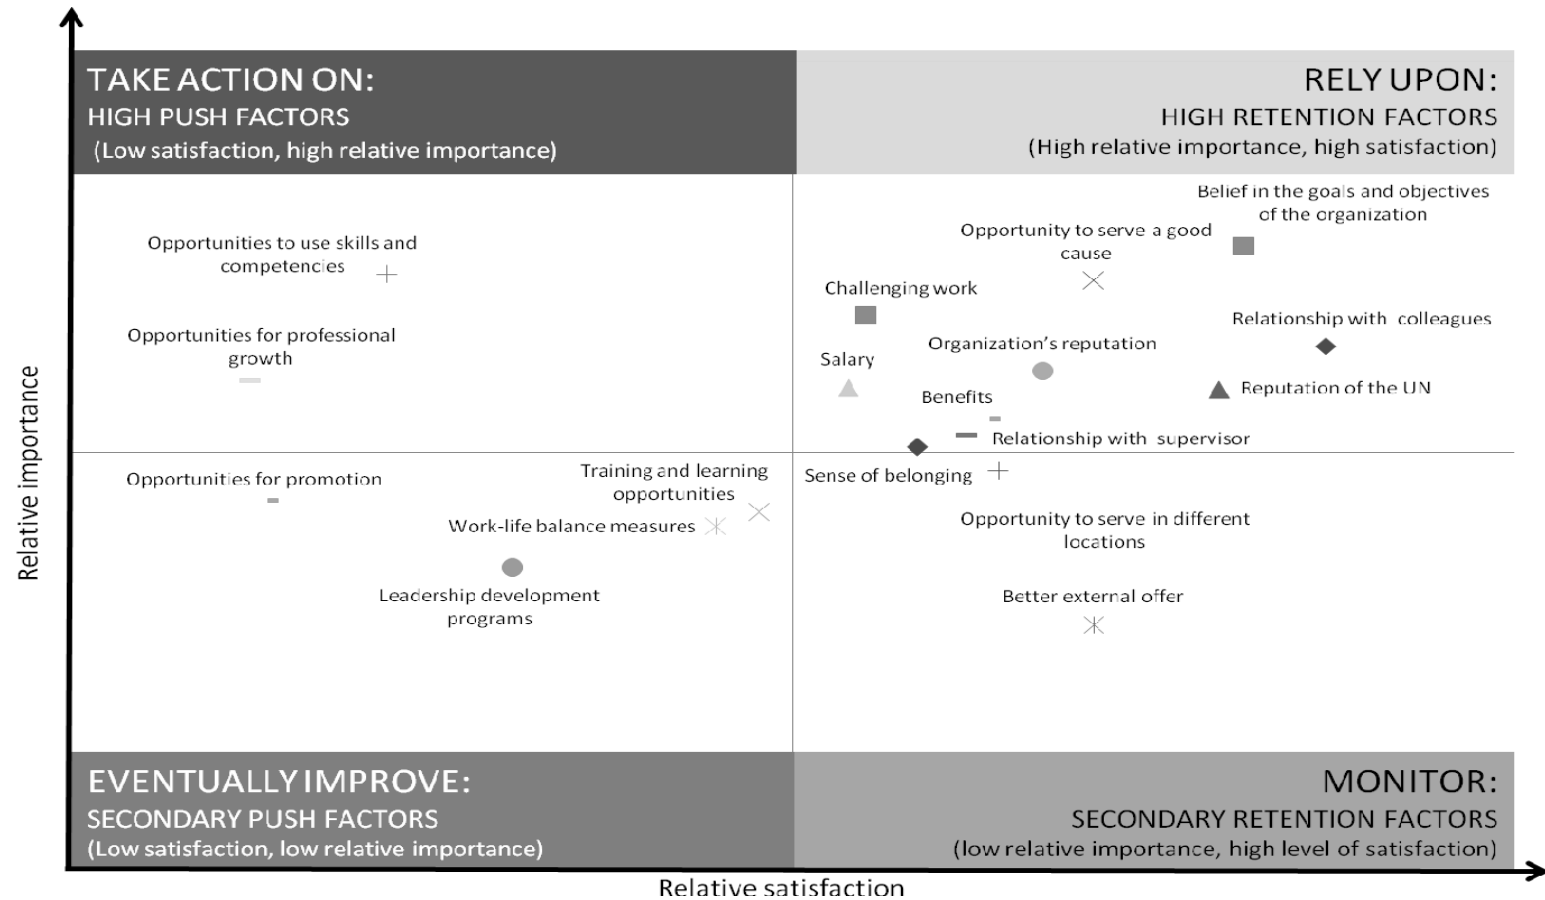 TAKE ACTION ON:
HIGH PUSH FACTORS
(Low satisfaction, high relative importance)
RELY UPON:
HIGH RETENTION FACTORS
(High relative importance, high satisfaction)
Opportunities to use skills and
competencies
Opportunities for professional
growth
Belief in the goals and objectives
of the organization
Opportunity to serve a good
cause
Challenging work
Relationship with colleagues
Organization's reputation
Salary
Reputation of the UN
Benefits
Relationship with supervisor
Sense of belonging
Opportunities for promotion
Training and learning
opportunities
Work-life balance measures
Leadership development
programs
Opportunity to serve in different
locations
Better external offer
EVENTUALLY IMPROVE:
SECONDARY PUSH FACTORS
(Low satisfaction, low relative importance)
MONITOR:
SECONDARY RETENTION FACTORS
(low relative importance, high level of satisfaction)
Relative importance
Relative satisfaction